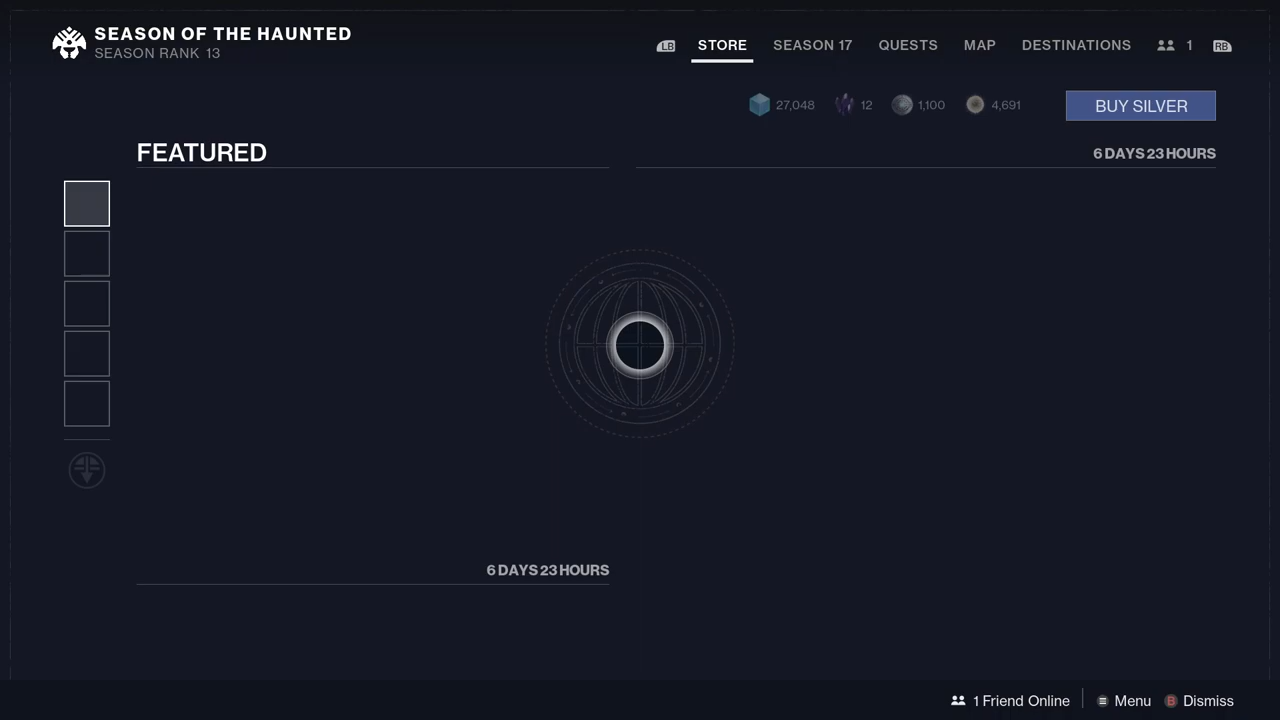 SEASON OF THE HAUNTED
SEASON RANK 13
LB
STORE
SEASON 17
QUESTS
MAP
DESTINATIONS
1
RB
27,048
12
1,100
4,691
BUY SILVER
FEATURED
6 DAYS 23 HOURS
6 DAYS 23 HOURS
1 Friend Online
Menu
B Dismiss